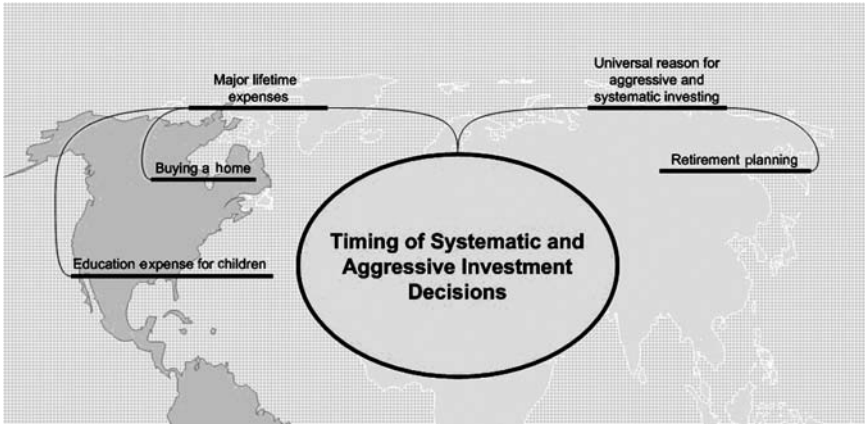 Major lifetime
expenses
Buying a home
Education expense for children
Universal reason for
aggressive and
systematic investing
Retirement planning
Timing of Systematic and
Aggressive Investment
Decisions